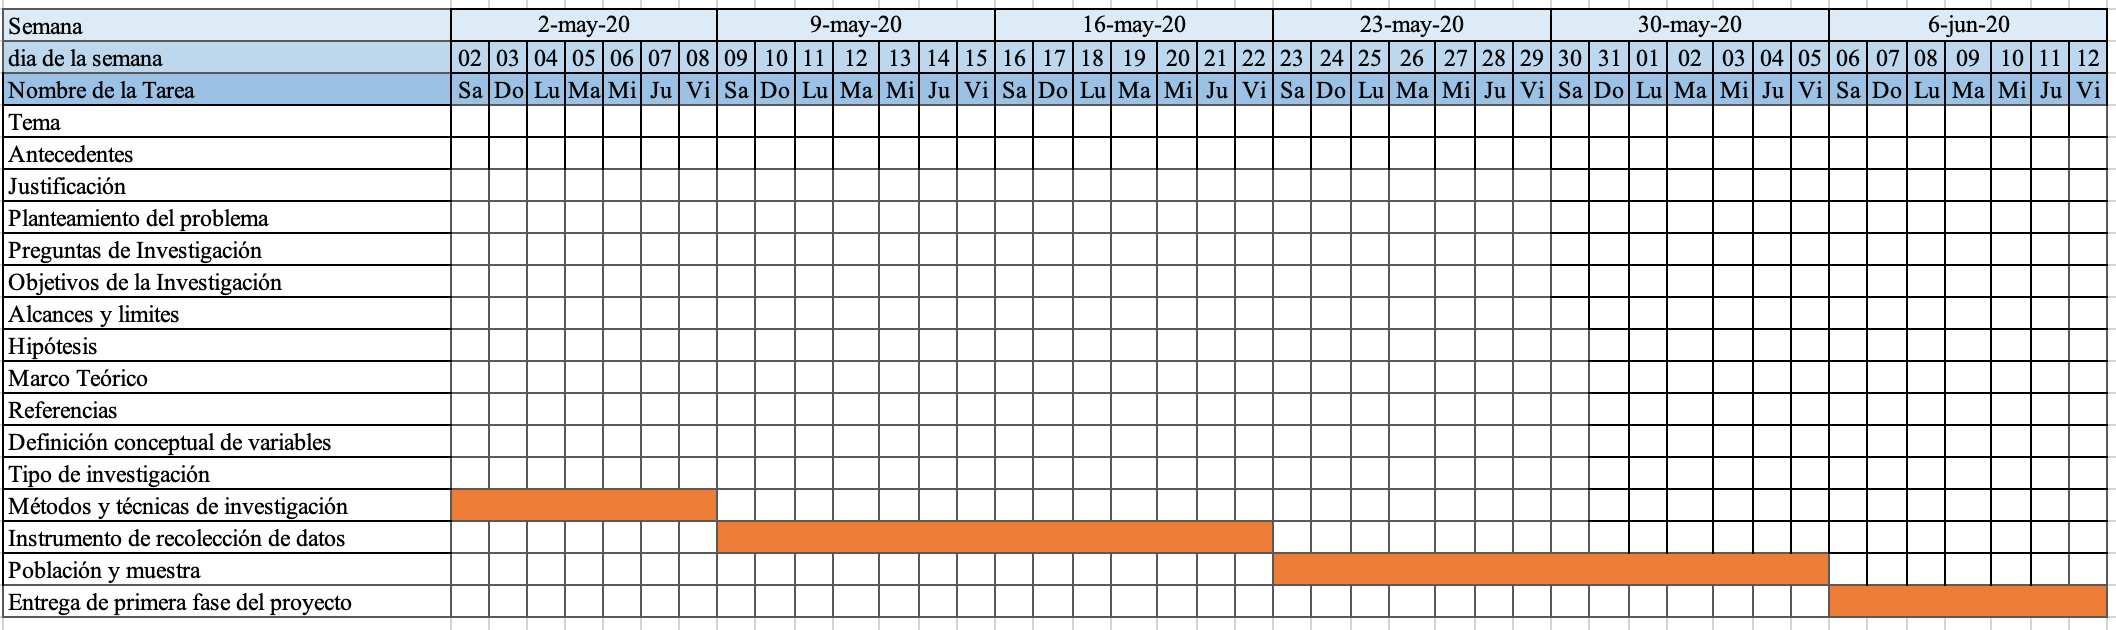 Semana 2-may-20 9-may-20 16-may-20 23-may-20 30-may-20 6-jun-20
dia de la semana 02 03 04 05 06 07 08 09 10 11 12 13 14 15 16 17 18 19 20 21 22 23 24 25 26 27 28 29 30 31 01 02 03 04 05 06 07 08 09 10 11 12
Nombre de la Tarea Sa Do Lu Ma Mi Ju Vi Sa Do Lu Ma Mi Ju Vi Sa Do Lu Ma Mi Ju Vi Sa Do Lu Ma Mi Ju Vi Sa Do Lu Ma Mi Ju Vi Sa Do Lu Ma Mi Ju Vi
Tema
Antecedentes
Justificación
Planteamiento del problema
Preguntas de Investigación
Objetivos de la Investigación
Alcances y limites
Hipótesis
Marco Teórico
Referencias
Definición conceptual de variables
Tipo de investigación
Métodos y técnicas de investigación
Instrumento de recolección de datos
Población y muestra
Entrega de primera fase del proyecto